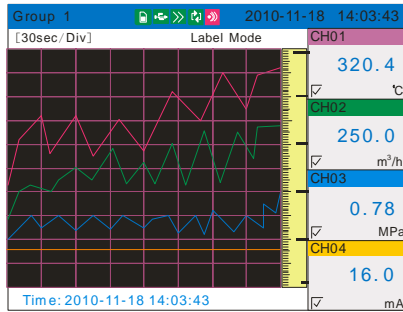 Group 1 2010-11-18 14:03:43
[30sec/Div] Label Mode
CH01
320.4
℃
CH02
250.0
m³/h
CH03
0.78
MPa
CH04
16.0
mA
Time: 2010-11-18 14:03:43